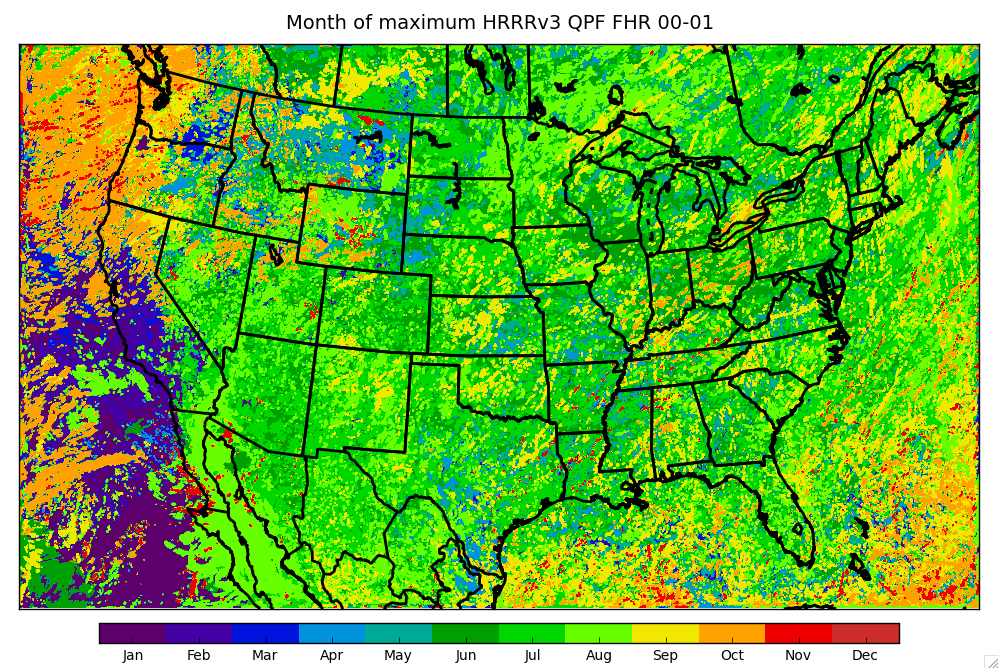 Month of maximum HRRRv3 QPF FHR 00-01
Jan Feb Mar Apr May Jun Jul Aug Sep Oct Nov Dec